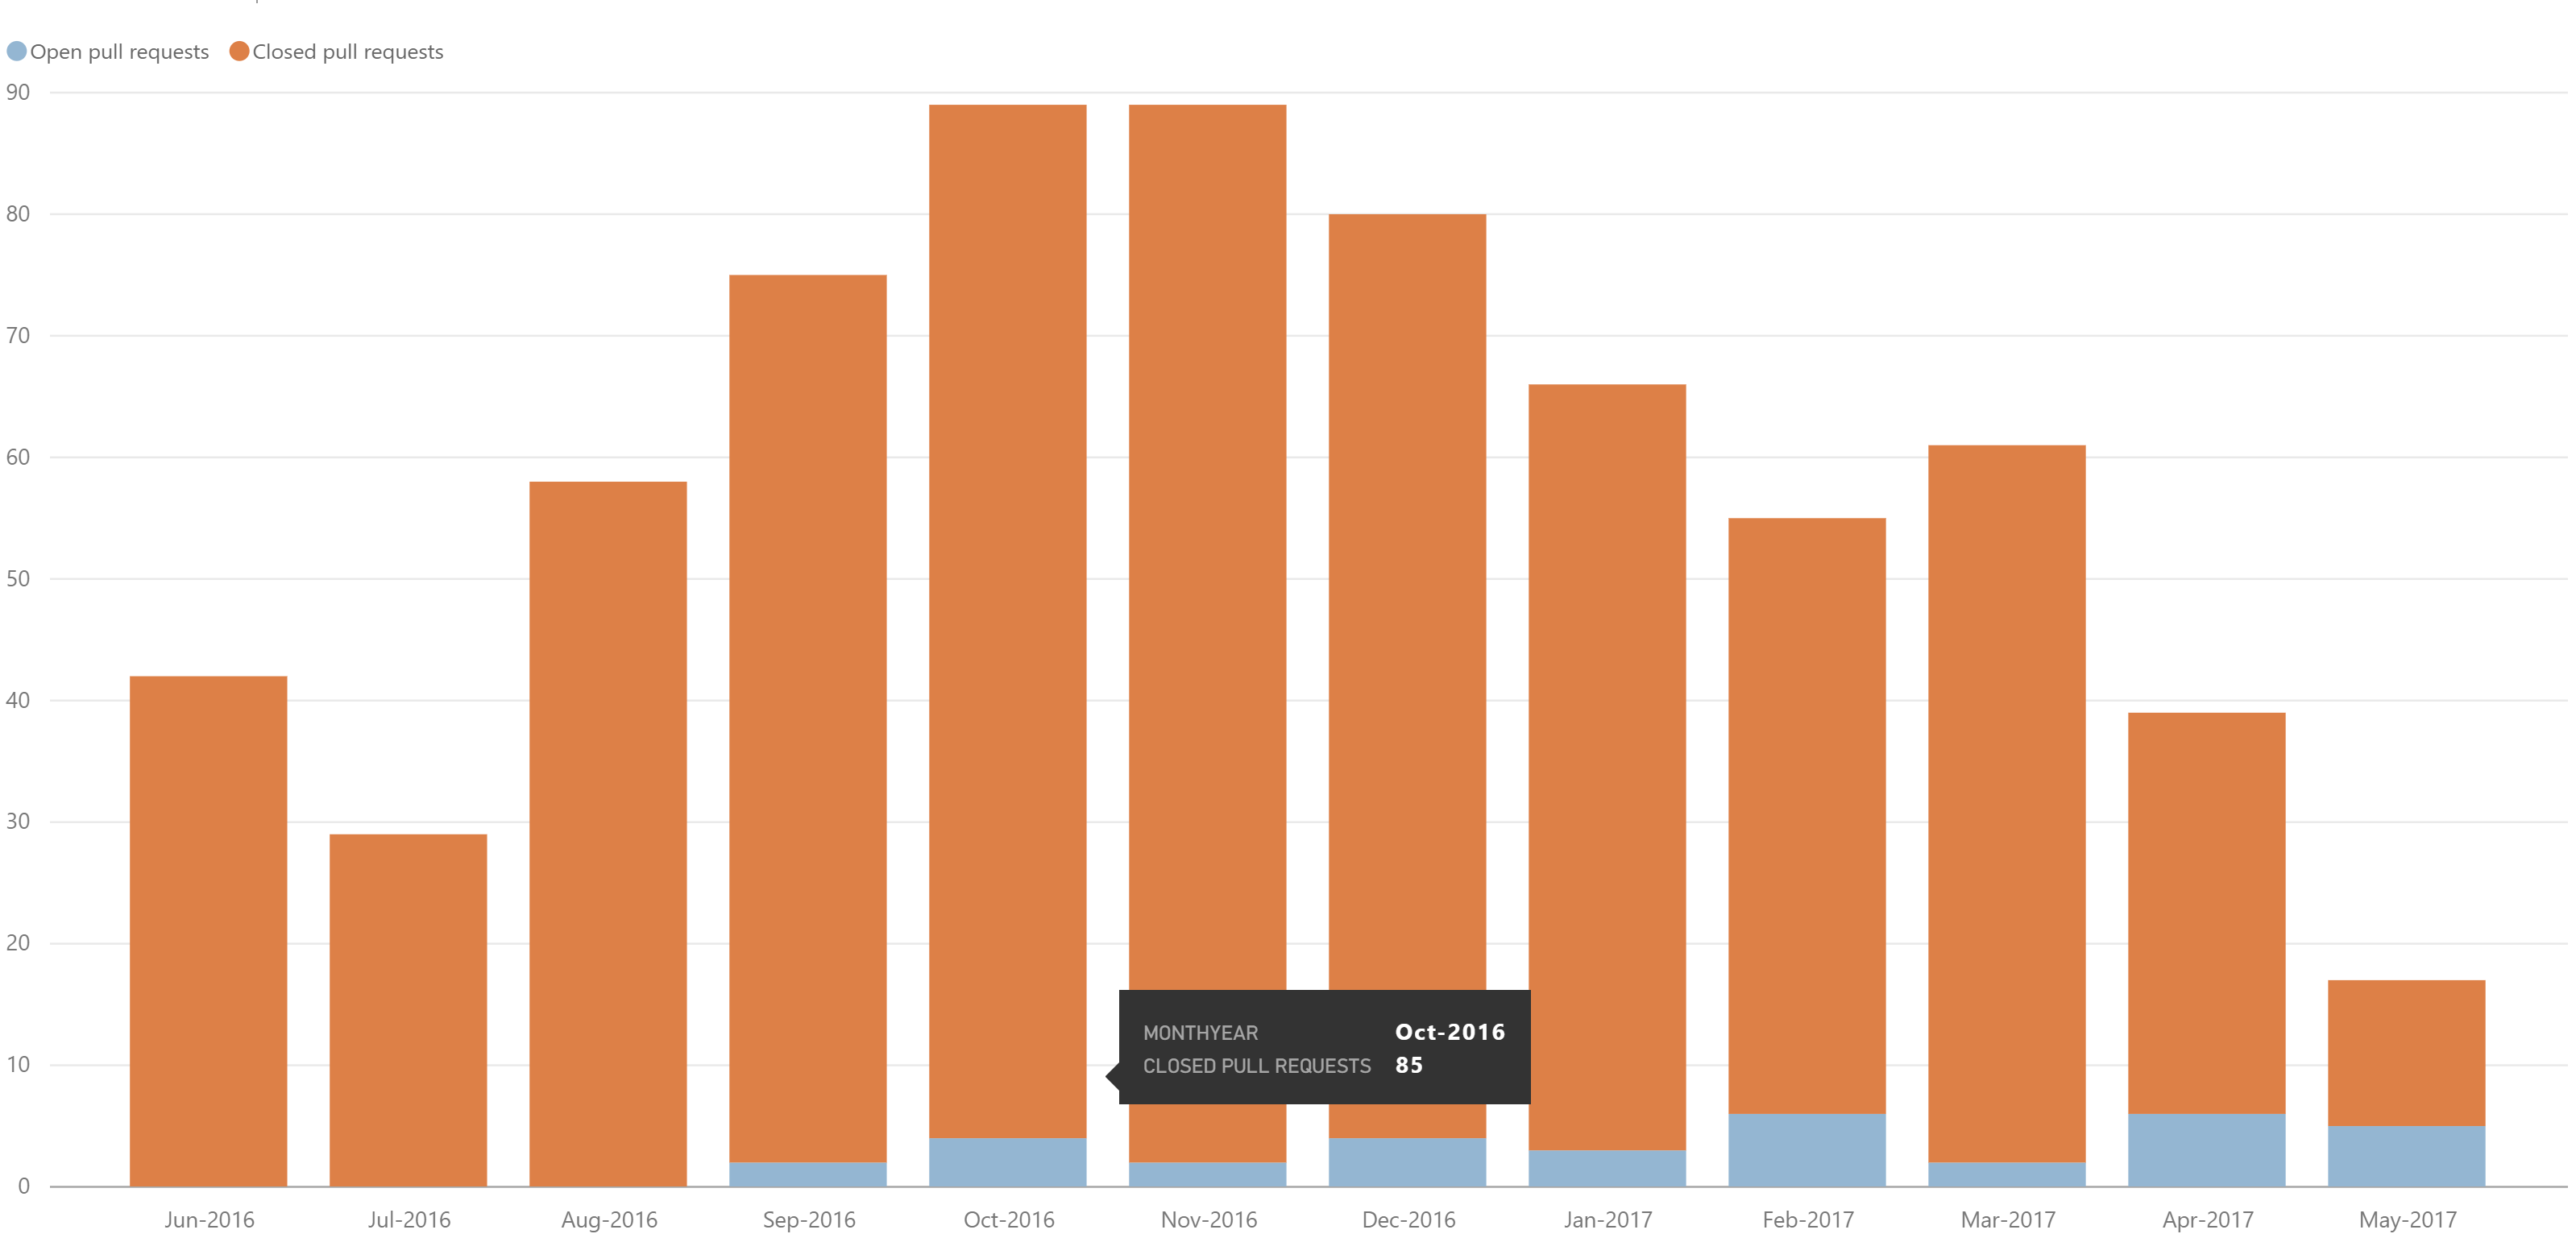 Open pull requests Closed pull requests
90
80
70
60
50
40
30
20
10
0
MONTHYEAR Oct-2016
CLOSED PULL REQUESTS 85
Jun-2016 Jul-2016 Aug-2016 Sep-2016 Oct-2016 Nov-2016 Dec-2016 Jan-2017 Feb-2017 Mar-2017 Apr-2017 May-2017